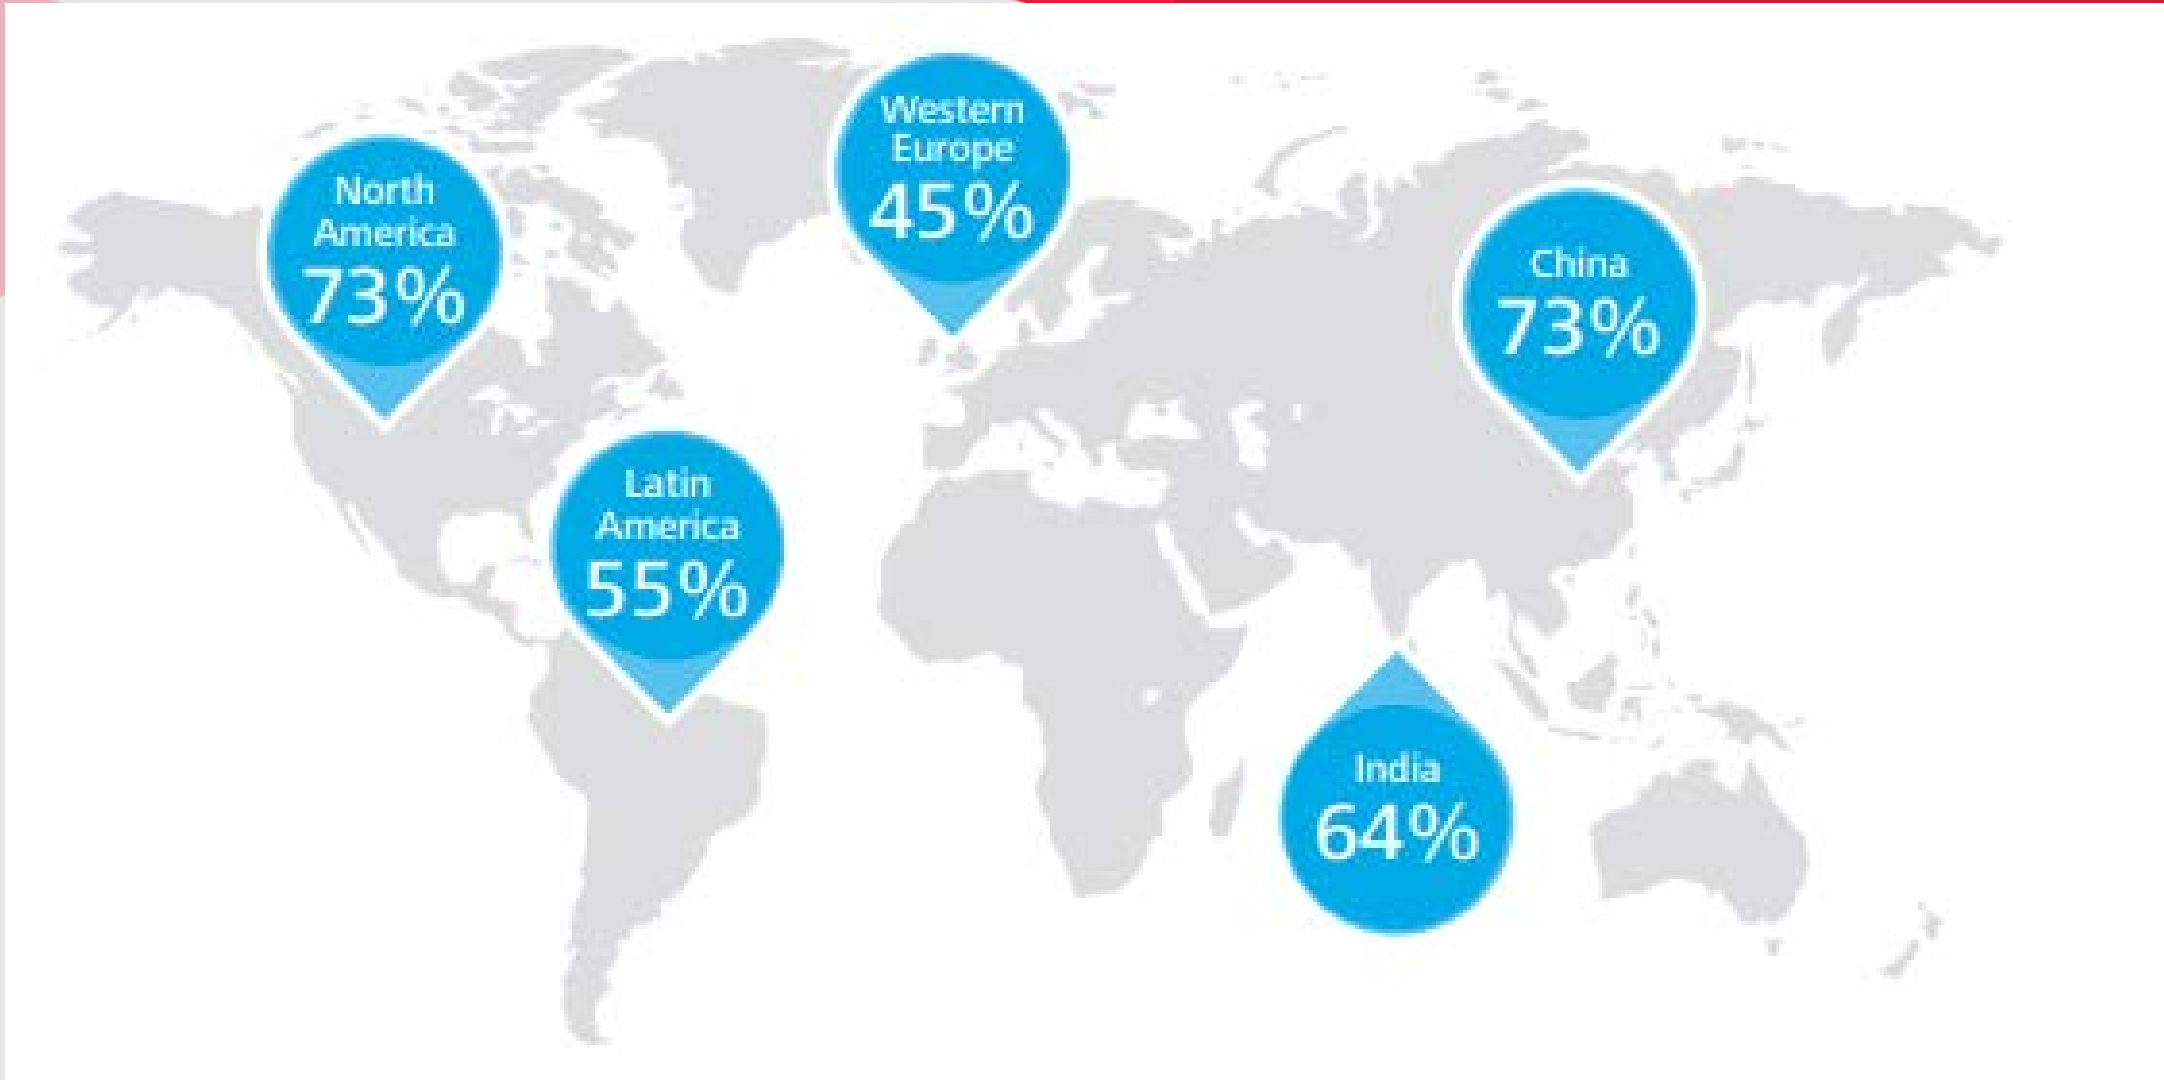 Western
Europe
45%
North
America
73%
China
73%
Latin
America
55%
India
64%